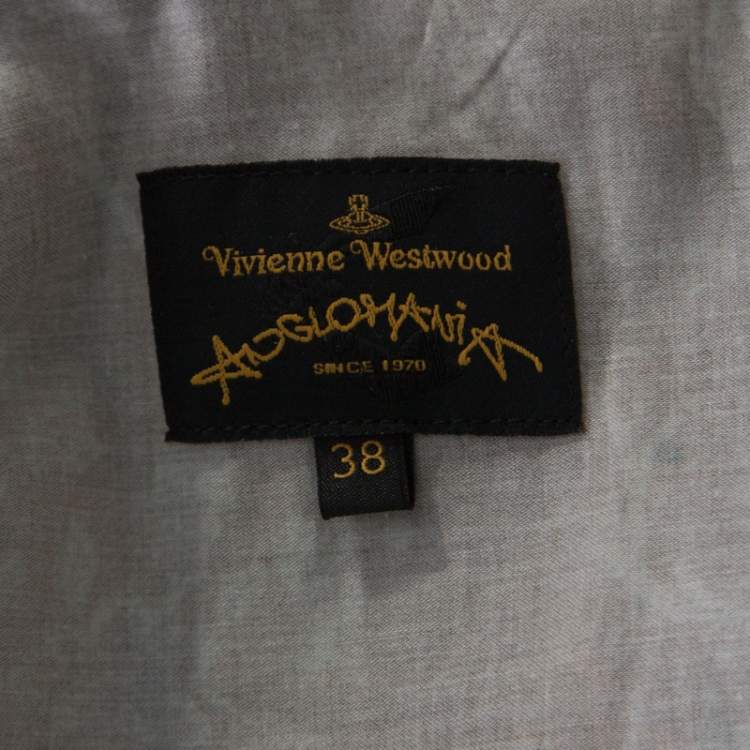 Vivienne Westwood
ANGLOMANiA
SINCE 1970
38